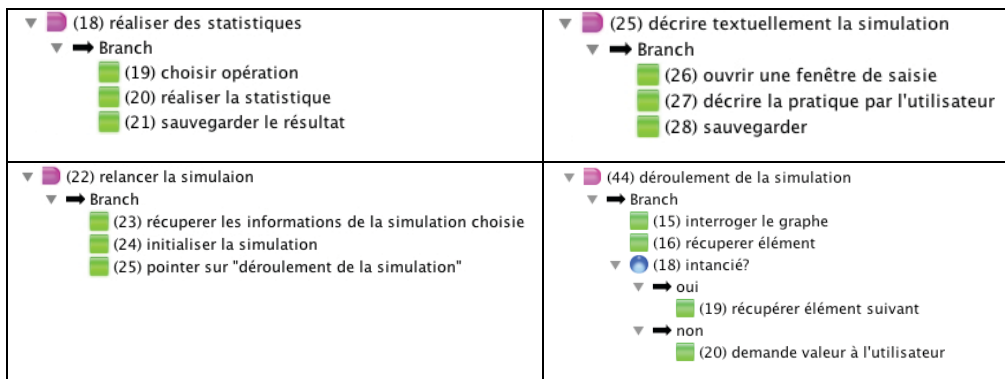 (18) réaliser des statistiques
Branch
(19) choisir opération
(20) réaliser la statistique
(21) sauvegarder le résultat
(25) décrire textuellement la simulation
Branch
(26) ouvrir une fenêtre de saisie
(27) décrire la pratique par l'utilisateur
(28) sauvegarder
(22) relancer la simulaion
Branch
(23) récuperer les informations de la simulation choisie
(24) initialiser la simulation
(25) pointer sur "déroulement de la simulation"
(44) déroulement de la simulation
Branch
(15) interroger le graphe
(16) récuperer élément
(18) intancié?
oui
(19) récupérer élément suivant
non
(20) demande valeur à l'utilisateur